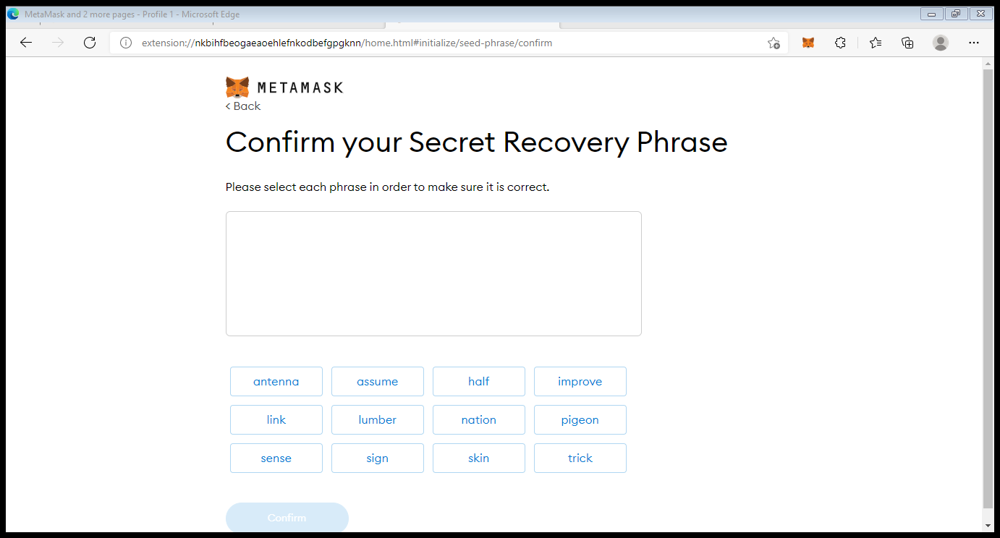 MetaMask and 2 more pages - Profile 1 - Microsoft Edge
extension://nkbihfbeogaeaoehlefnkodbefgpgknn/home.html#initialize/seed-phrase/confirm
METAMASK
< Back
Confirm your Secret Recovery Phrase
Please select each phrase in order to make sure it is correct.
antenna assume half improve
link lumber nation pigeon
sense sign skin trick
Confirm